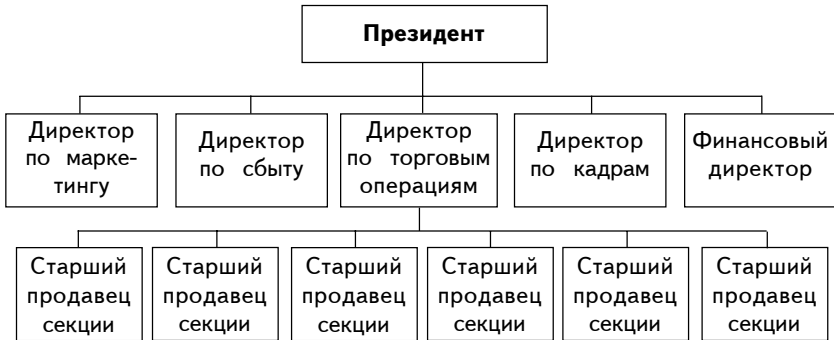 Президент
Директор
по марке-
тингу
Директор
по сбыту
Директор
по торговым
операциям
Директор
по кадрам
Финансовый
директор
Старший
продавец
секции
Старший
продавец
секции
Старший
продавец
секции
Старший
продавец
секции
Старший
продавец
секции
Старший
продавец
секции